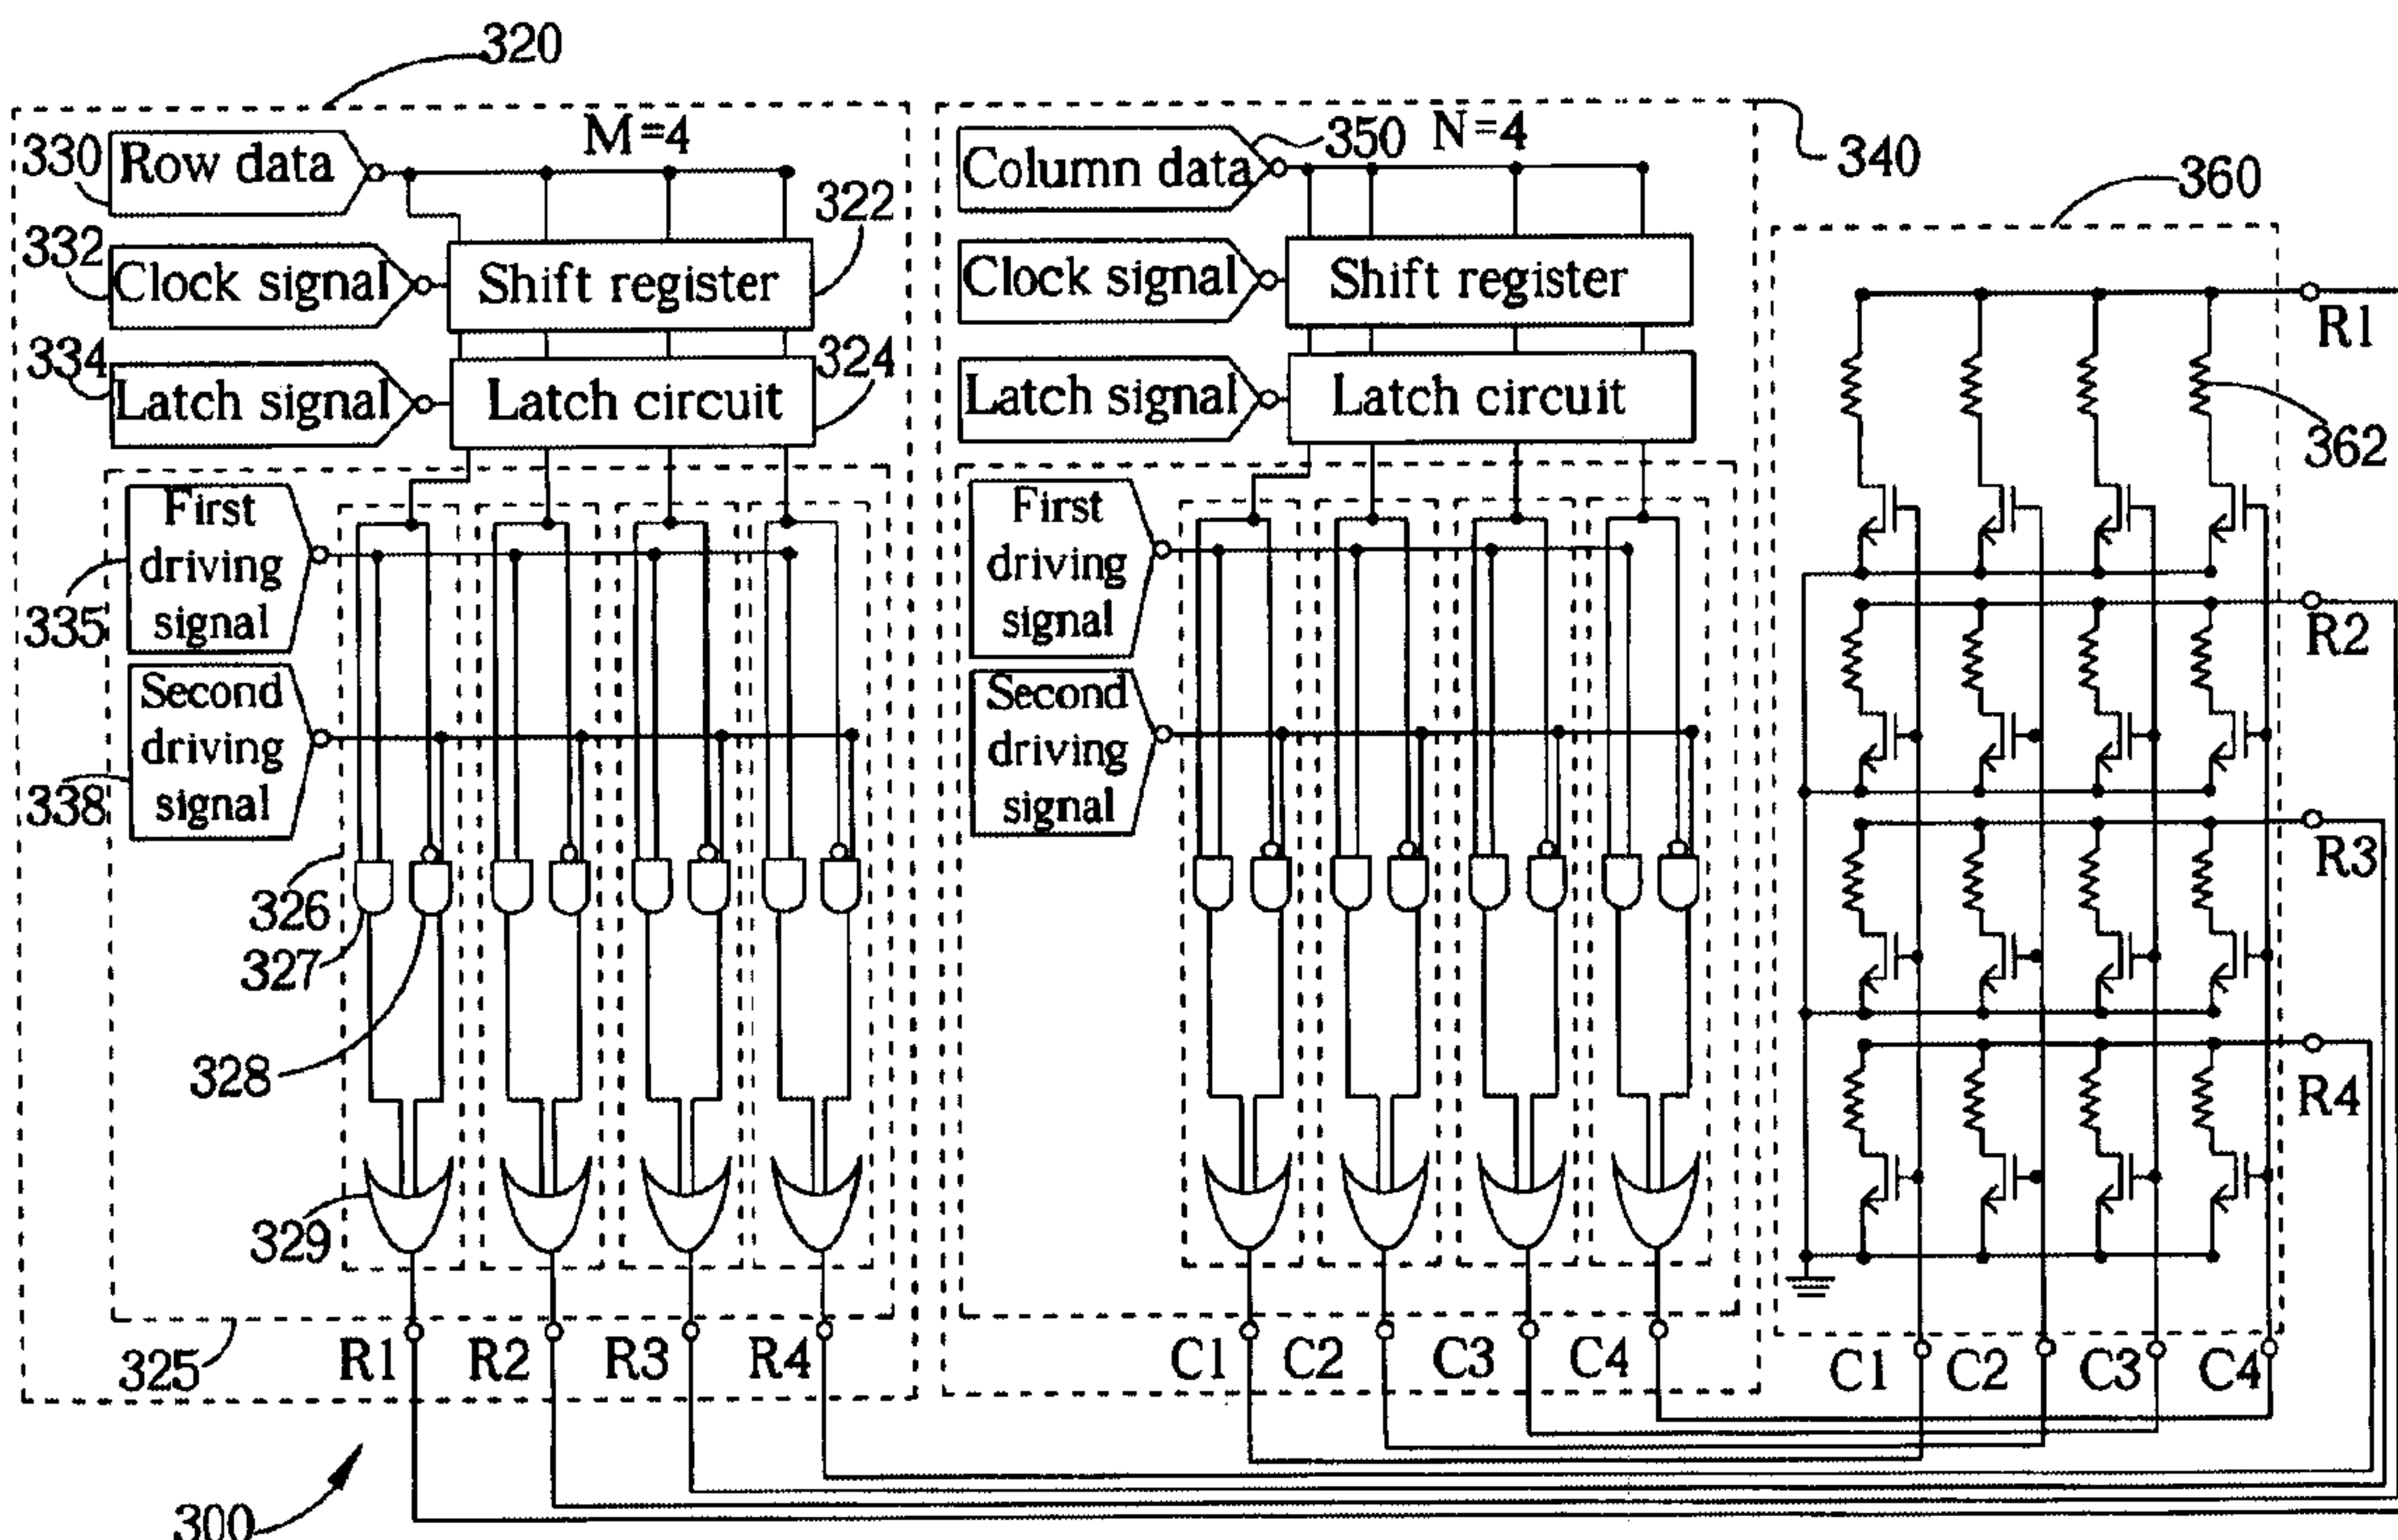 320
M=4
330
Row data
322
332
Clock signal
Shift register
334
Latch signal
Latch circuit
324
First
driving
signal
335
Second
driving
signal
338
326
327
328
329
325
R1
R2
R3
R4
300
350
N=4
340
Column data
Clock signal
Shift register
Latch signal
Latch circuit
First
driving
signal
Second
driving
signal
C1
C2
C3
C4
360
R1
362
R2
R3
R4
C1
C2
C3
C4